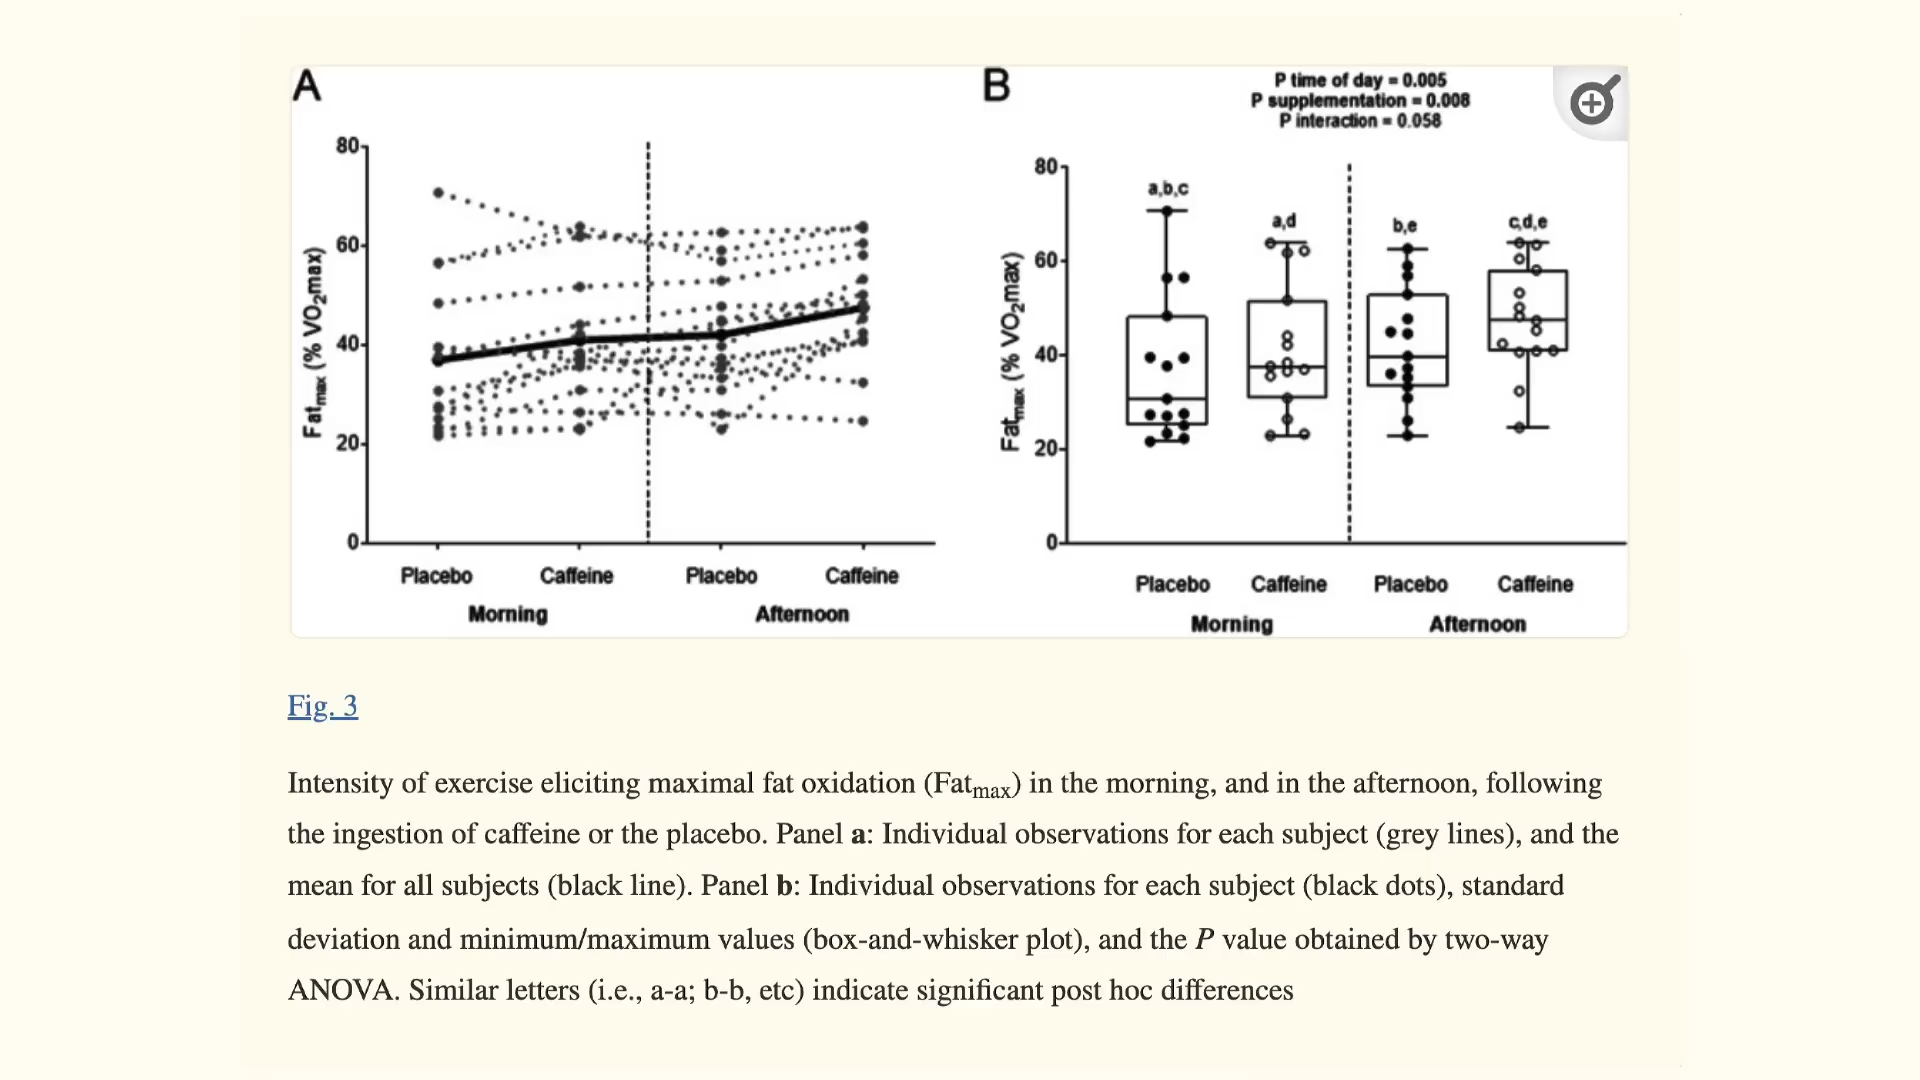 A
80
60
40
20
0
Fatmax (% VO2max)
Placebo Caffeine Placebo Caffeine
Morning Afternoon
B
P time of day = 0.005
P supplementation = 0.008
P interaction = 0.058
80
60
40
20
0
Fatmax (% VO2max)
a,b,c
a,d
b,e
c,d,e
Placebo Caffeine Placebo Caffeine
Morning Afternoon
Fig. 3
Intensity of exercise eliciting maximal fat oxidation (Fatmax) in the morning, and in the afternoon, following
the ingestion of caffeine or the placebo. Panel a: Individual observations for each subject (grey lines), and the
mean for all subjects (black line). Panel b: Individual observations for each subject (black dots), standard
deviation and minimum/maximum values (box-and-whisker plot), and the P value obtained by two-way
ANOVA. Similar letters (i.e., a-a; b-b, etc) indicate significant post hoc differences